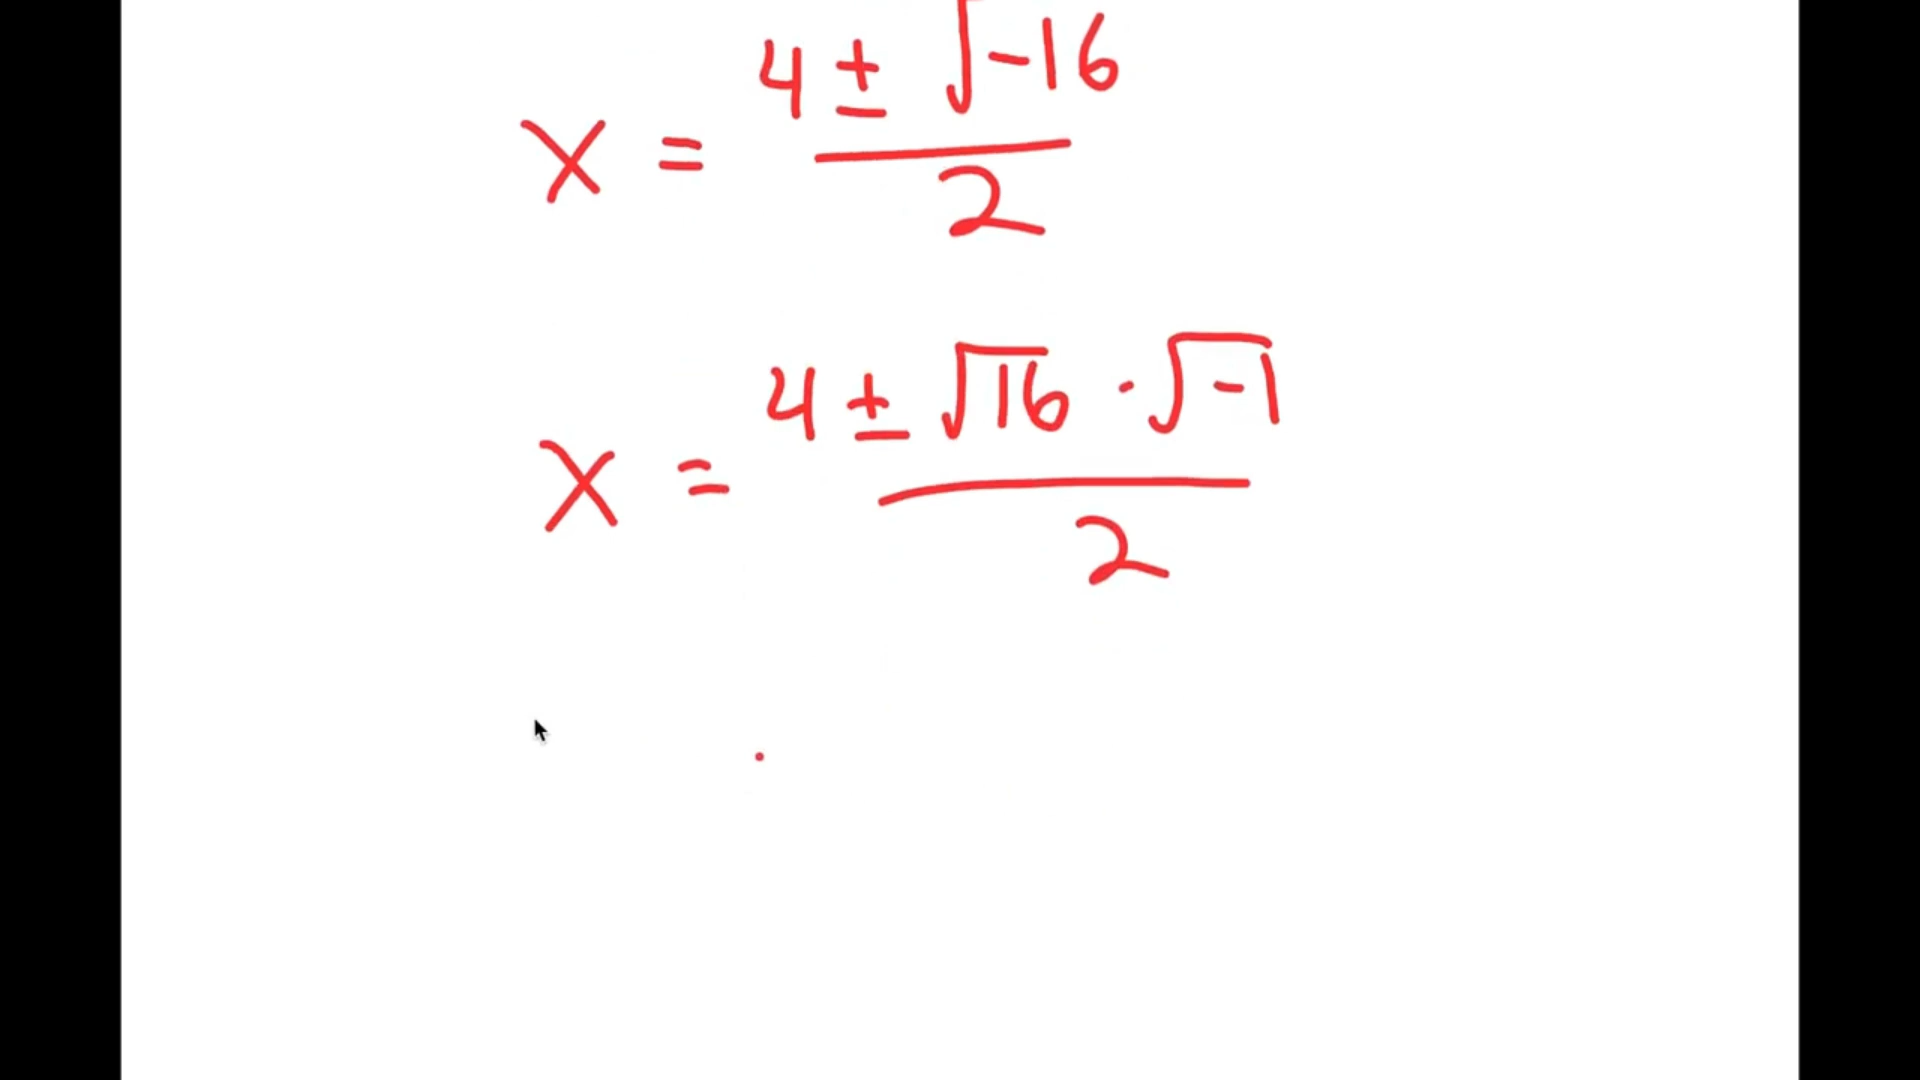 x = 4 ± √-16 / 2
x = 4 ± √16 · √-1 / 2